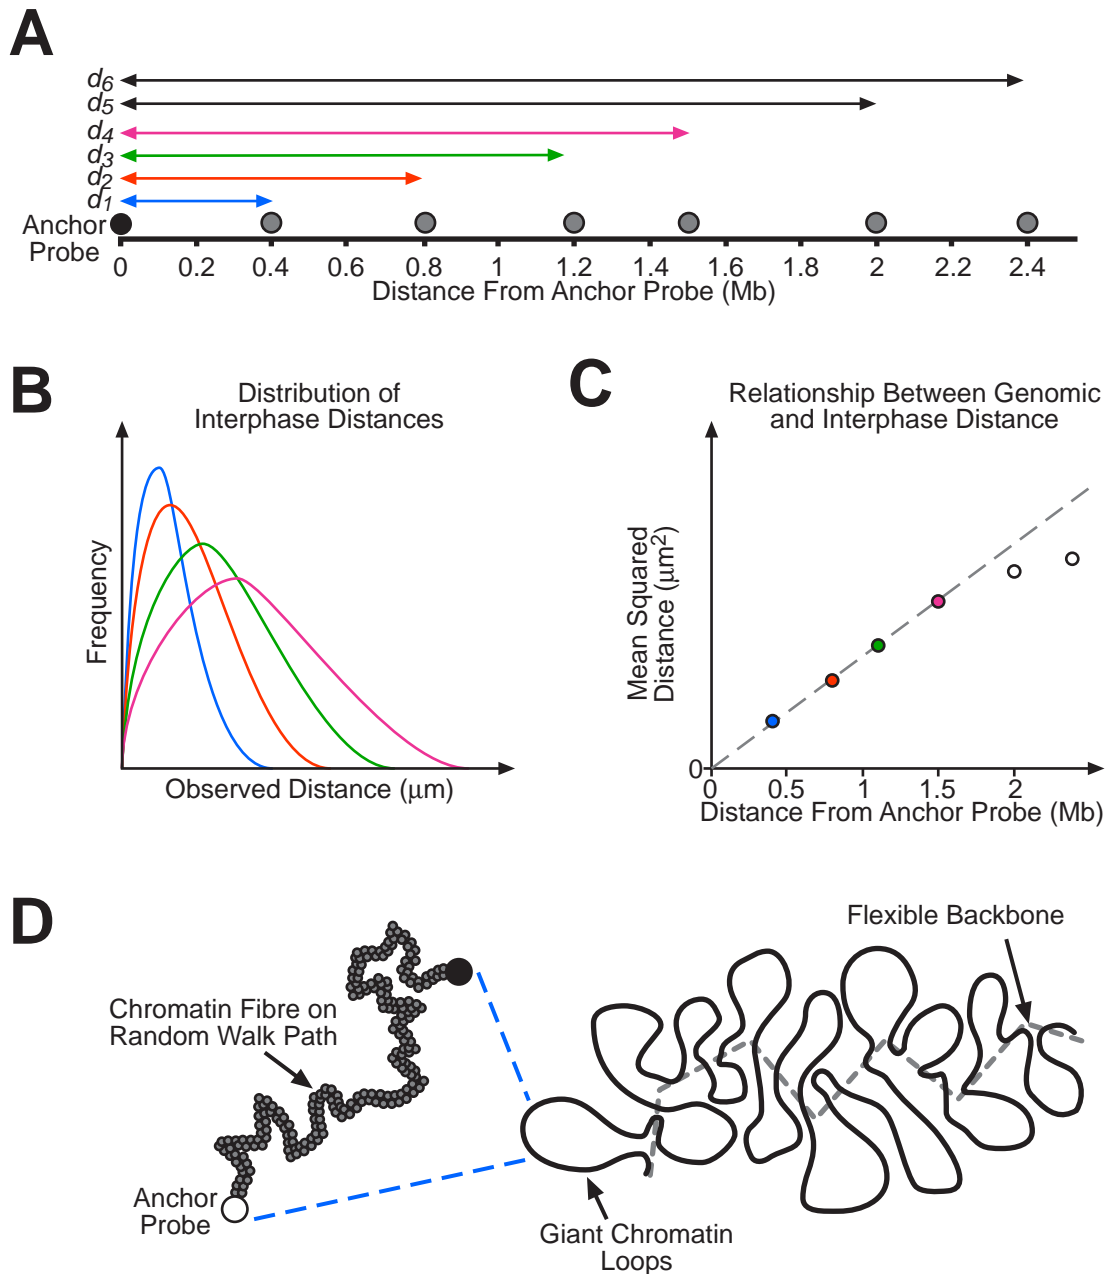 A
d6
d5
d4
d3
d2
d1
Anchor
Probe
0 0.2 0.4 0.6 0.8 1 1.2 1.4 1.6 1.8 2 2.2 2.4
Distance From Anchor Probe (Mb)
B
Distribution of
Interphase Distances
Frequency
Observed Distance (μm)
C
Relationship Between Genomic
and Interphase Distance
Mean Squared
Distance (μm²)
0
0 0.5 1 1.5 2
Distance From Anchor Probe (Mb)
D
Flexible Backbone
Chromatin Fibre on
Random Walk Path
Anchor
Probe
Giant Chromatin
Loops